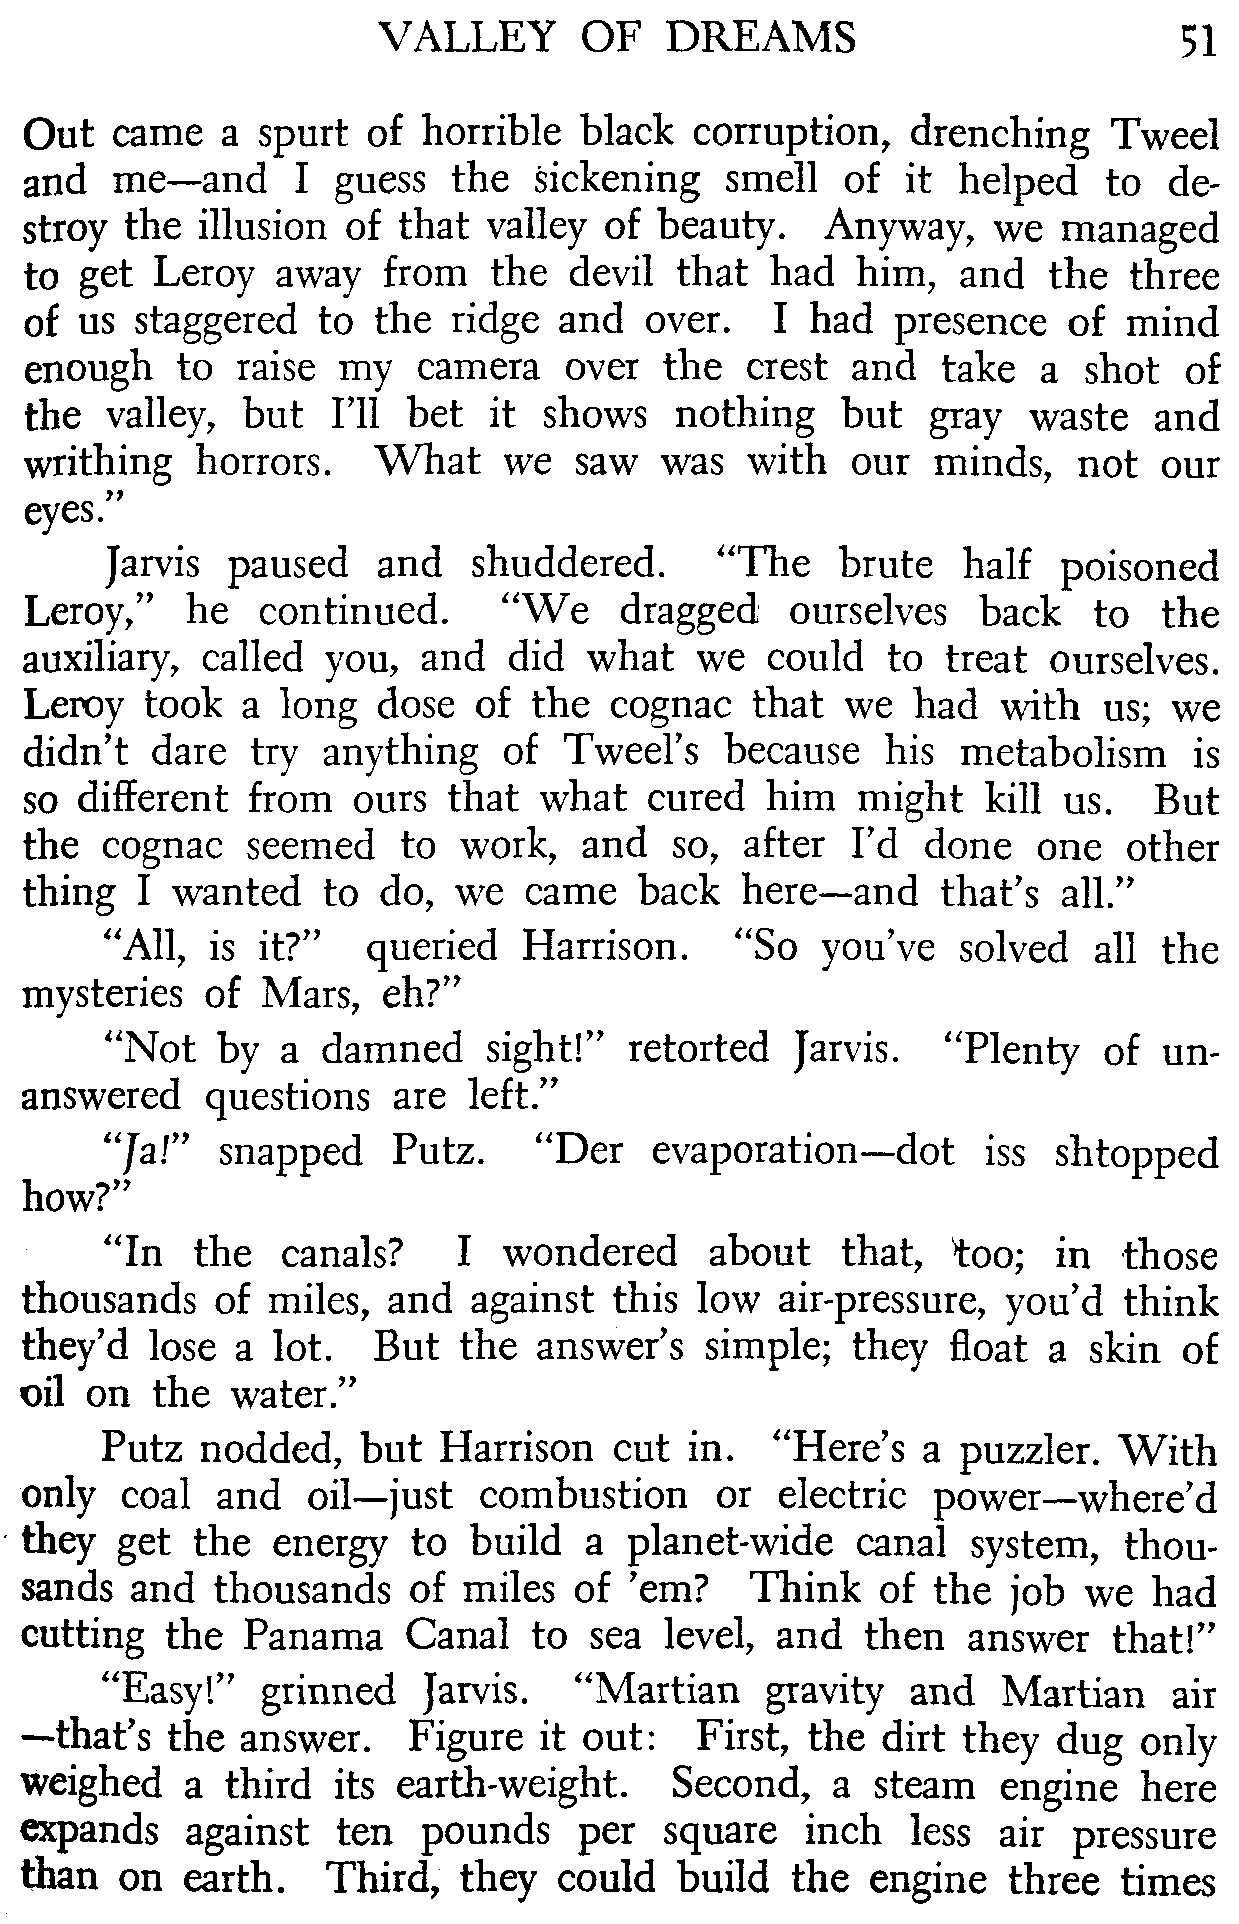 VALLEY OF DREAMS 51
Out came a spurt of horrible black corruption, drenching Tweel
and me—and I guess the sickening smell of it helped to de-
stroy the illusion of that valley of beauty. Anyway, we managed
to get Leroy away from the devil that had him, and the three
of us staggered to the ridge and over. I had presence of mind
enough to raise my camera over the crest and take a shot of
the valley, but I'll bet it shows nothing but gray waste and
writhing horrors. What we saw was with our minds, not our
eyes."
Jarvis paused and shuddered. "The brute half poisoned
Leroy," he continued. "We dragged ourselves back to the
auxiliary, called you, and did what we could to treat ourselves.
Leroy took a long dose of the cognac that we had with us; we
didn't dare try anything of Tweel's because his metabolism is
so different from ours that what cured him might kill us. But
the cognac seemed to work, and so, after I'd done one other
thing I wanted to do, we came back here—and that's all."
"All, is it?" queried Harrison. "So you've solved all the
mysteries of Mars, eh?"
"Not by a damned sight!" retorted Jarvis. "Plenty of un-
answered questions are left."
"Ja!" snapped Putz. "Der evaporation—dot iss shtopped
how?"
"In the canals? I wondered about that, too; in those
thousands of miles, and against this low air-pressure, you'd think
they'd lose a lot. But the answer's simple; they float a skin of
oil on the water."
Putz nodded, but Harrison cut in. "Here's a puzzler. With
only coal and oil—just combustion or electric power—where'd
they get the energy to build a planet-wide canal system, thou-
sands and thousands of miles of 'em? Think of the job we had
cutting the Panama Canal to sea level, and then answer that!"
"Easy!" grinned Jarvis. "Martian gravity and Martian air
—that's the answer. Figure it out: First, the dirt they dug only
weighed a third its earth-weight. Second, a steam engine here
expands against ten pounds per square inch less air pressure
than on earth. Third, they could build the engine three times